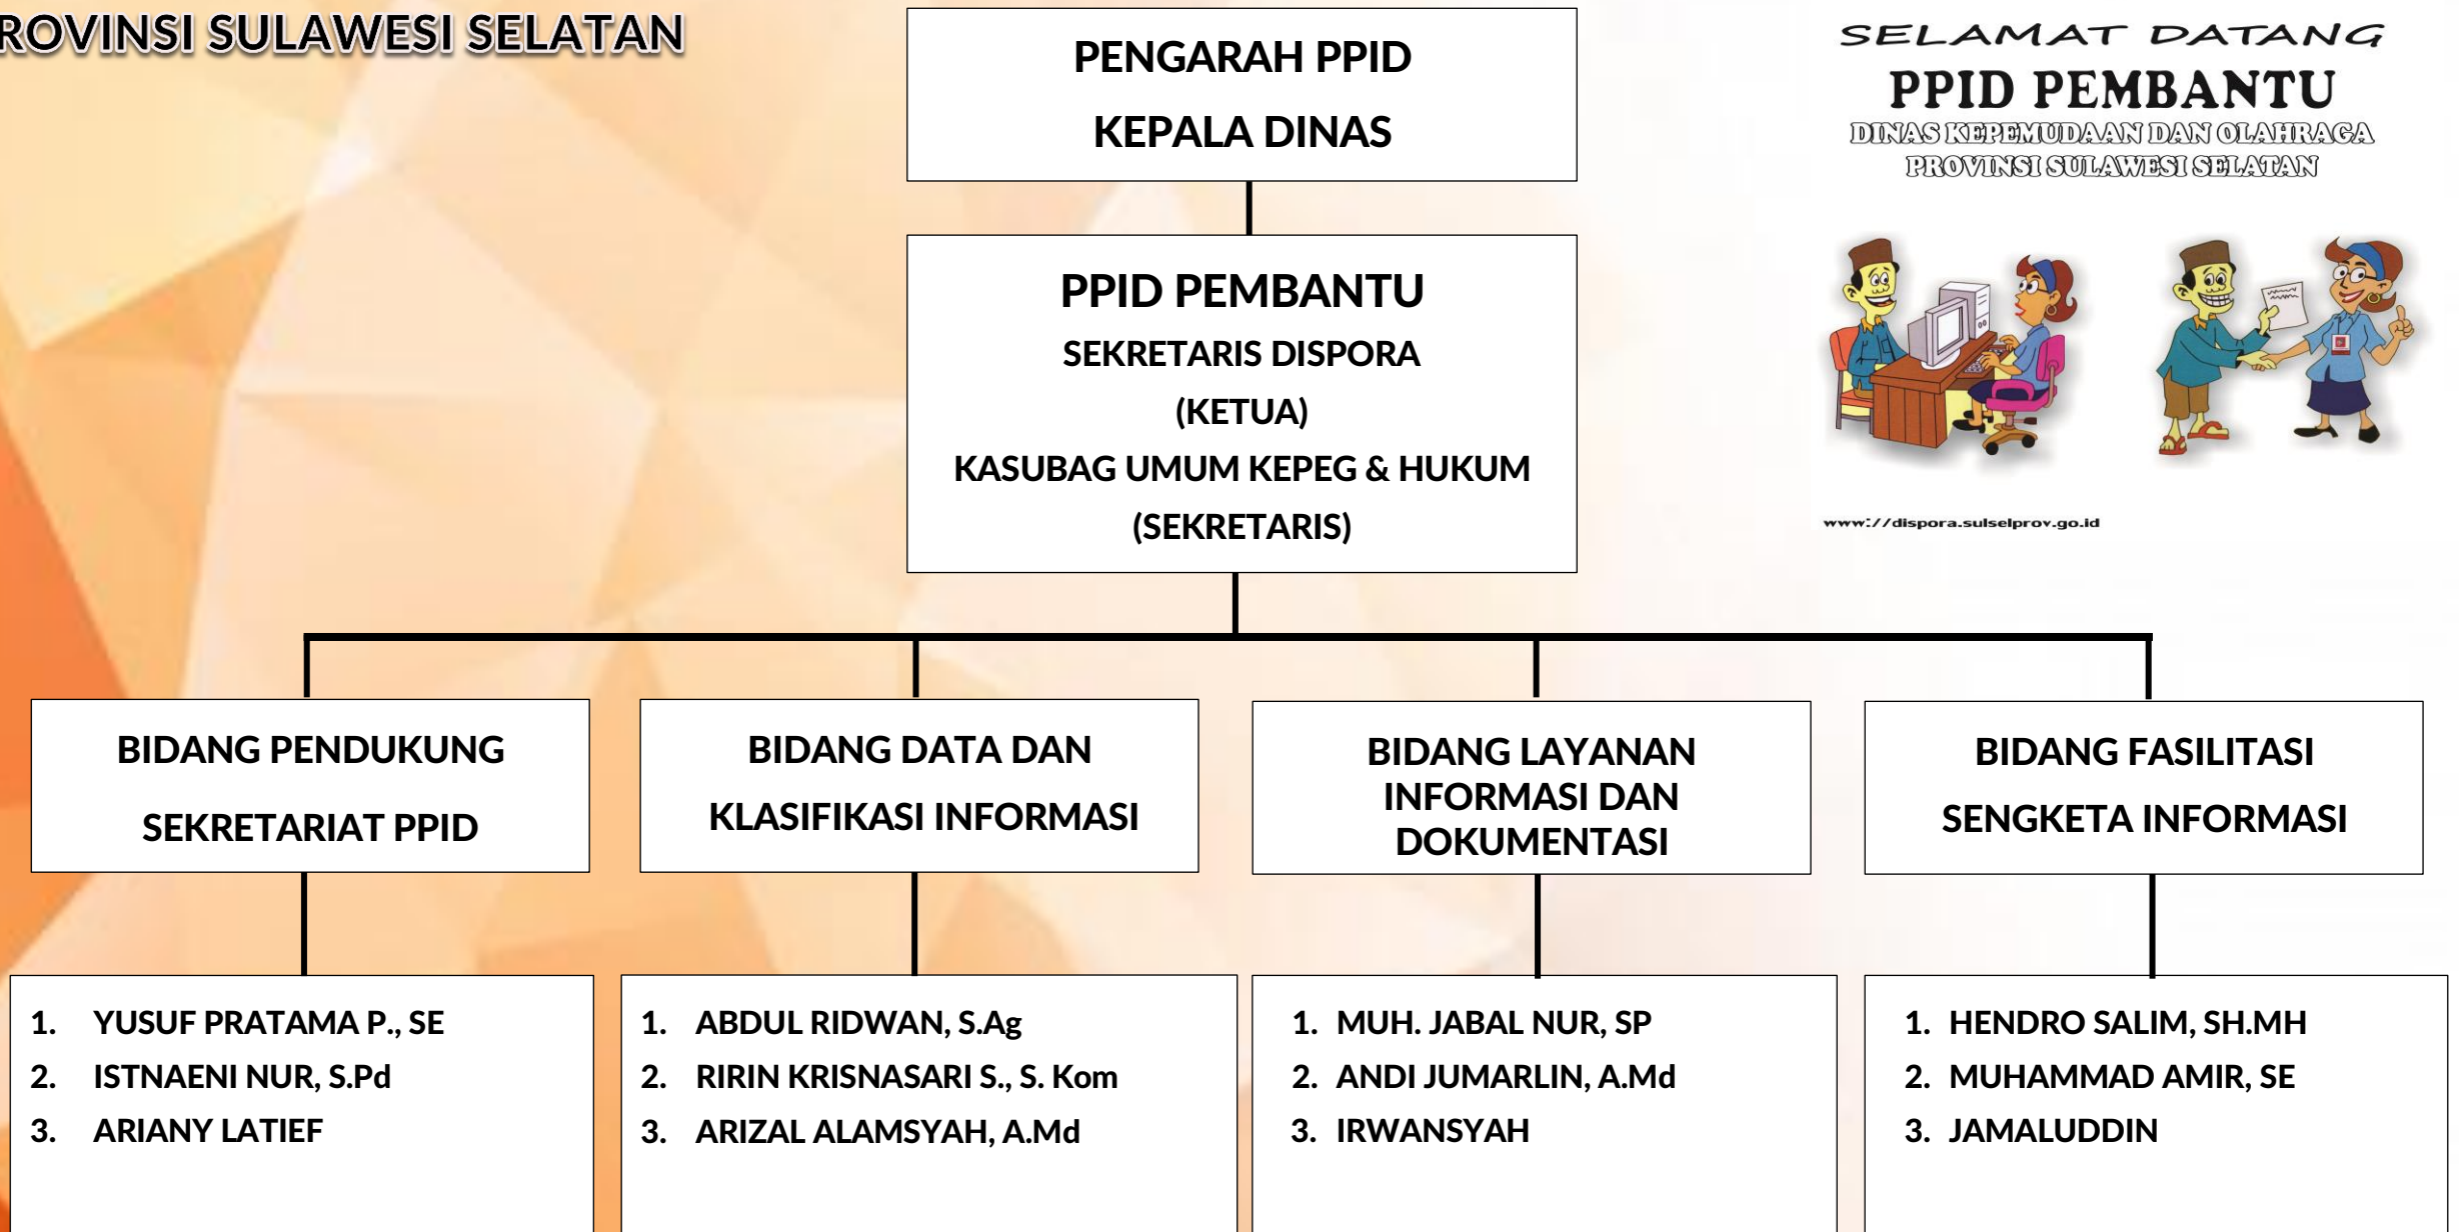 ROVINSI SULAWESI SELATAN
PENGARAH PPID
KEPALA DINAS
SELAMAT DATANG
PPID PEMBANTU
DINAS KEPEMUDAAN DAN OLAHRAGA
PROVINSI SULAWESI SELATAN
www://dispora.sulselprov.go.id
PPID PEMBANTU
SEKRETARIS DISPORA
(KETUA)
KASUBAG UMUM KEPEG & HUKUM
(SEKRETARIS)
BIDANG PENDUKUNG
SEKRETARIAT PPID
BIDANG DATA DAN
KLASIFIKASI INFORMASI
BIDANG LAYANAN
INFORMASI DAN
DOKUMENTASI
BIDANG FASILITASI
SENGKETA INFORMASI
1. YUSUF PRATAMA P., SE
2. ISTNAENI NUR, S.Pd
3. ARIANY LATIEF
1. ABDUL RIDWAN, S.Ag
2. RIRIN KRISNASARI S., S. Kom
3. ARIZAL ALAMSYAH, A.Md
1. MUH. JABAL NUR, SP
2. ANDI JUMARLIN, A.Md
3. IRWANSYAH
1. HENDRO SALIM, SH.MH
2. MUHAMMAD AMIR, SE
3. JAMALUDDIN